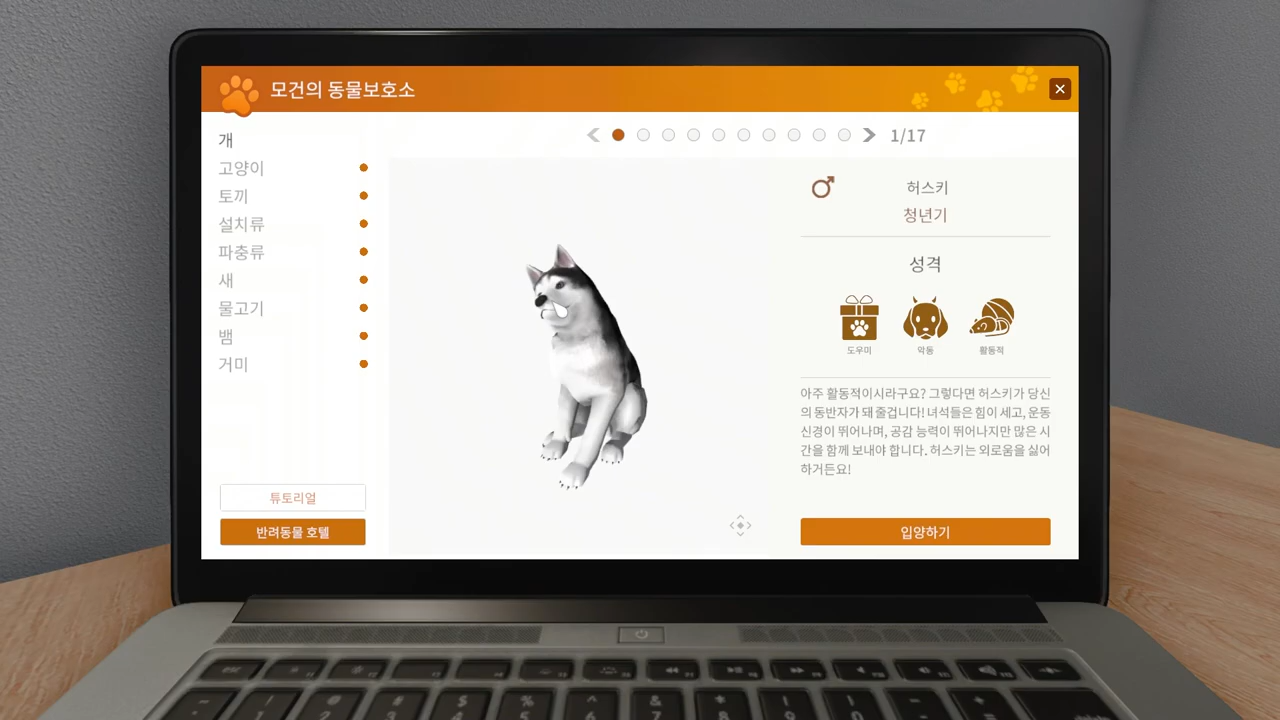 모건의 동물보호소
개
고양이
토끼
설치류
파충류
새
물고기
뱀
거미
튜토리얼
반려동물 호텔
1/17
허스키
청년기
성격
도우미
악동
활동적
아주 활동적이시라구요? 그렇다면 허스키가 당신
의 동반자가 돼 줄겁니다! 녀석들은 힘이 세고, 운동
신경이 뛰어나며, 공감 능력이 뛰어나지만 많은 시
간을 함께 보내야 합니다. 허스키는 외로움을 싫어
하거든요!
입양하기